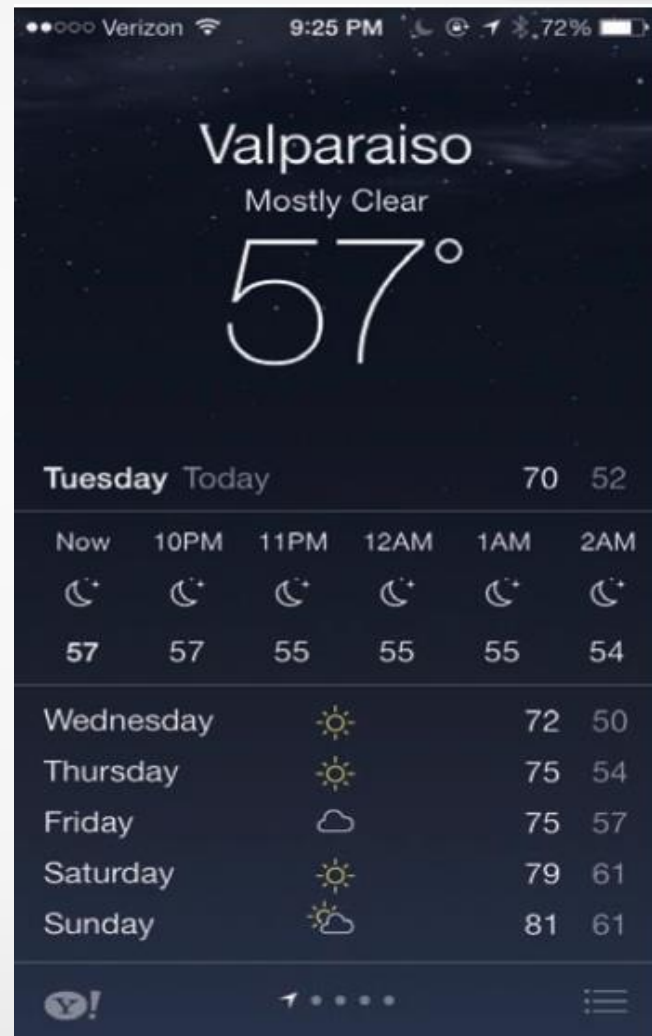 Verizon 9:25 PM 72%
Valparaiso
Mostly Clear
57°
Tuesday Today 70 52
Now 10PM 11PM 12AM 1AM 2AM
57 57 55 55 55 54
Wednesday 72 50
Thursday 75 54
Friday 75 57
Saturday 79 61
Sunday 81 61
Y!